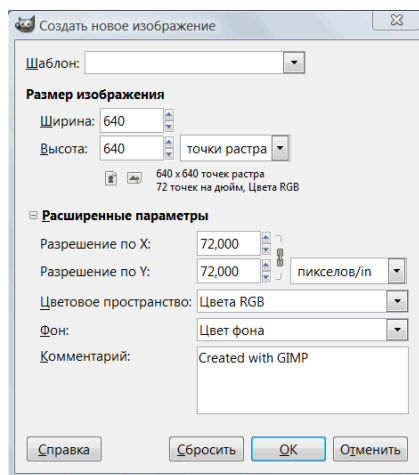 Создать новое изображение
Шаблон:
Размер изображения
Ширина: 640
Высота: 640 точки растра
640 x 640 точек растра
72 точек на дюйм, Цвета RGB
Расширенные параметры
Разрешение по X: 72,000
Разрешение по Y: 72,000 пикселов/in
Цветовое пространство: Цвета RGB
Фон: Цвет фона
Комментарий: Created with GIMP
Справка Сбросить OK Отменить